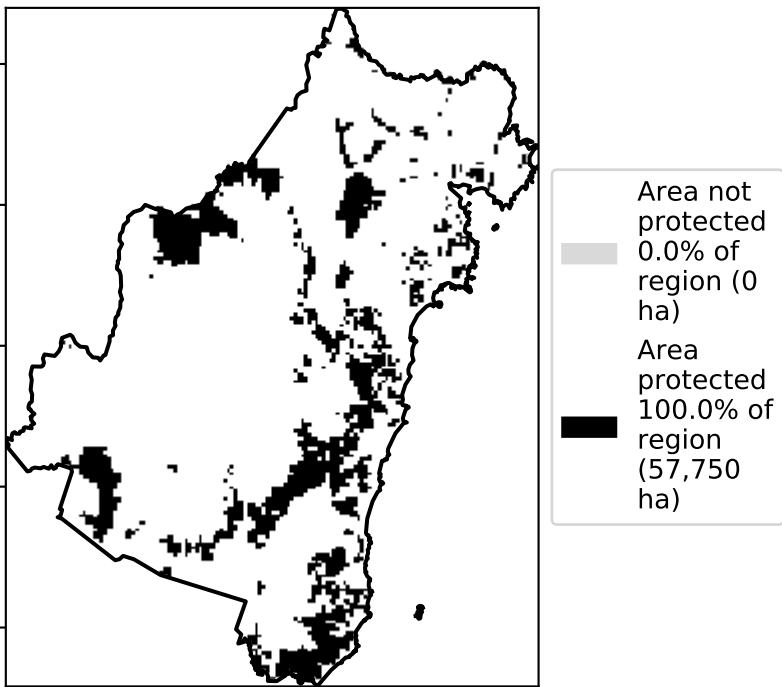 Area not
protected
0.0% of
region (0
ha)
Area
protected
100.0% of
region
(57,750
ha)